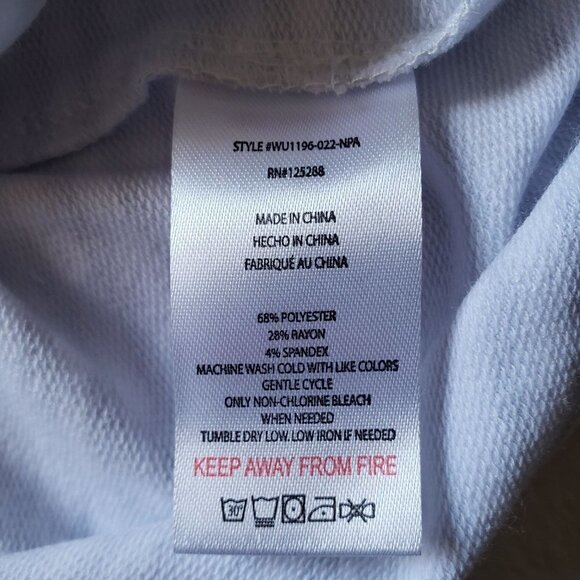 STYLE #WU1196-022-NPA
RN#125288
MADE IN CHINA
HECHO IN CHINA
FABRIQUÉ AU CHINA
68% POLYESTER
28% RAYON
4% SPANDEX
MACHINE WASH COLD WITH LIKE COLORS
GENTLE CYCLE
ONLY NON-CHLORINE BLEACH
WHEN NEEDED
TUMBLE DRY LOW. LOW IRON IF NEEDED
KEEP AWAY FROM FIRE
30°